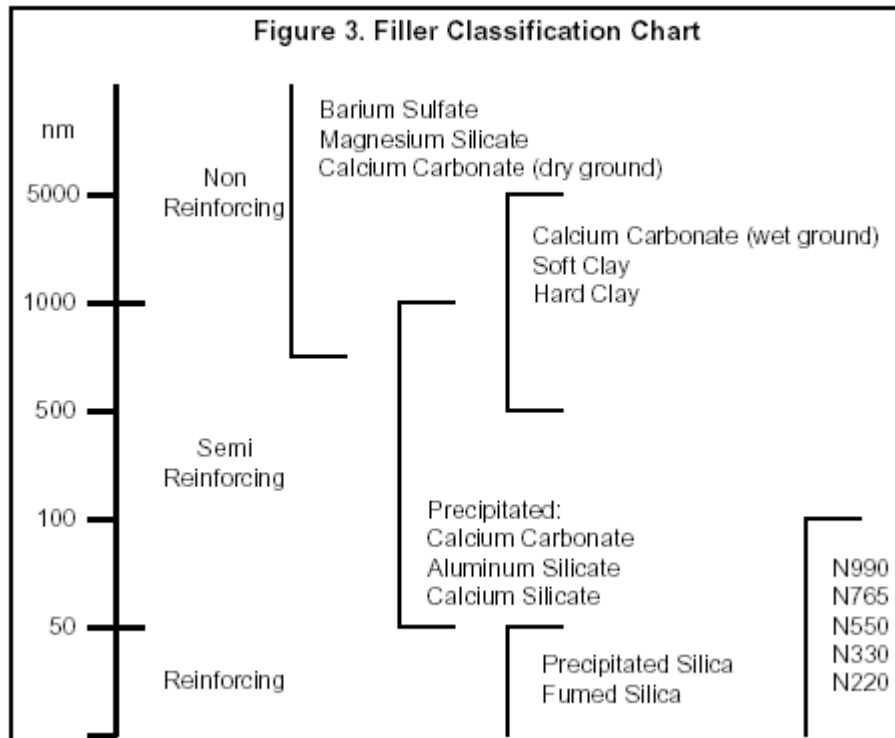 Figure 3. Filler Classification Chart
nm
5000
1000
500
100
50
Non
Reinforcing
Semi
Reinforcing
Reinforcing
Barium Sulfate
Magnesium Silicate
Calcium Carbonate (dry ground)
Calcium Carbonate (wet ground)
Soft Clay
Hard Clay
Precipitated:
Calcium Carbonate
Aluminum Silicate
Calcium Silicate
Precipitated Silica
Fumed Silica
N990
N765
N550
N330
N220